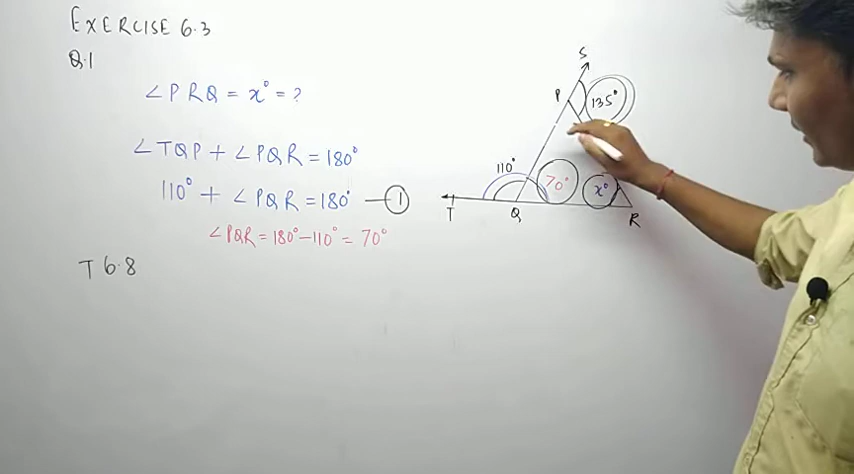 EXERCISE 6.3
Q.1
∠PRQ = x° = ?
∠TQP + ∠PQR = 180°
110° + ∠PQR = 180° — 1
∠PQR = 180° – 110° = 70°
T 6.8
S
P
135°
110°
70°
x°
T
Q
R